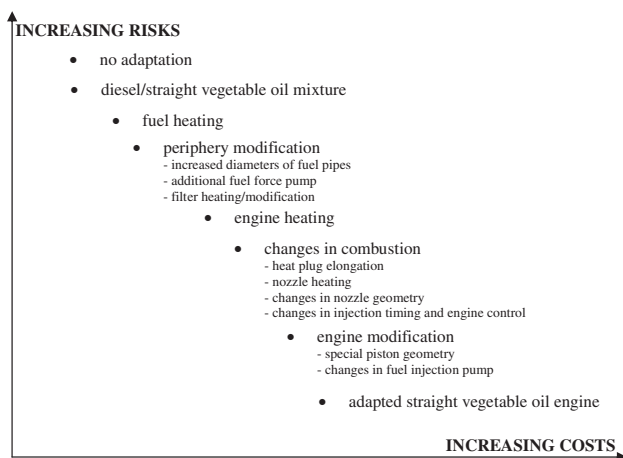 INCREASING RISKS
• no adaptation
• diesel/straight vegetable oil mixture
• fuel heating
• periphery modification
- increased diameters of fuel pipes
- additional fuel force pump
- filter heating/modification
• engine heating
• changes in combustion
- heat plug elongation
- nozzle heating
- changes in nozzle geometry
- changes in injection timing and engine control
• engine modification
- special piston geometry
- changes in fuel injection pump
• adapted straight vegetable oil engine
INCREASING COSTS